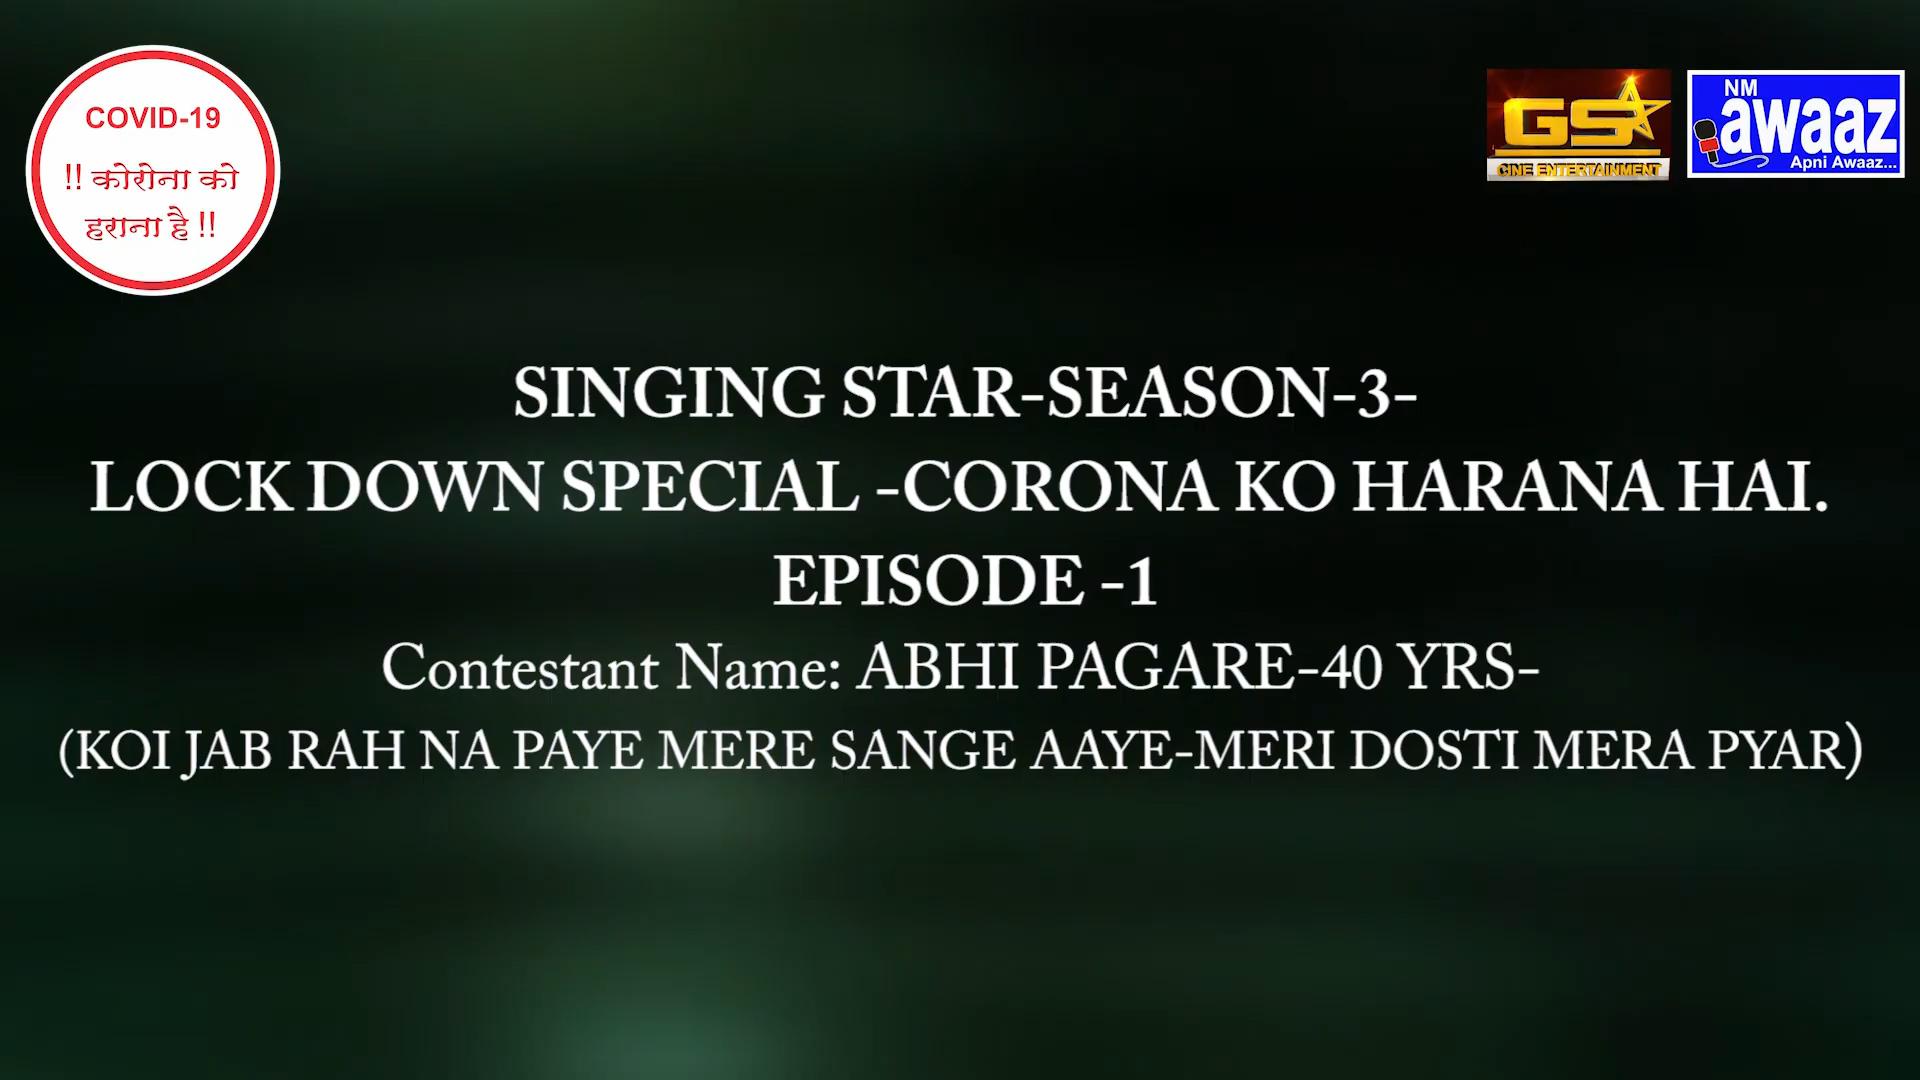 COVID-19
!! कोरोना को
हराना है !!
GS
CINE ENTERTAINMENT
NM
awaaz
Apni Awaaz...
SINGING STAR-SEASON-3-
LOCK DOWN SPECIAL -CORONA KO HARANA HAI.
EPISODE -1
Contestant Name: ABHI PAGARE-40 YRS-
(KOI JAB RAH NA PAYE MERE SANGE AAYE-MERI DOSTI MERA PYAR)